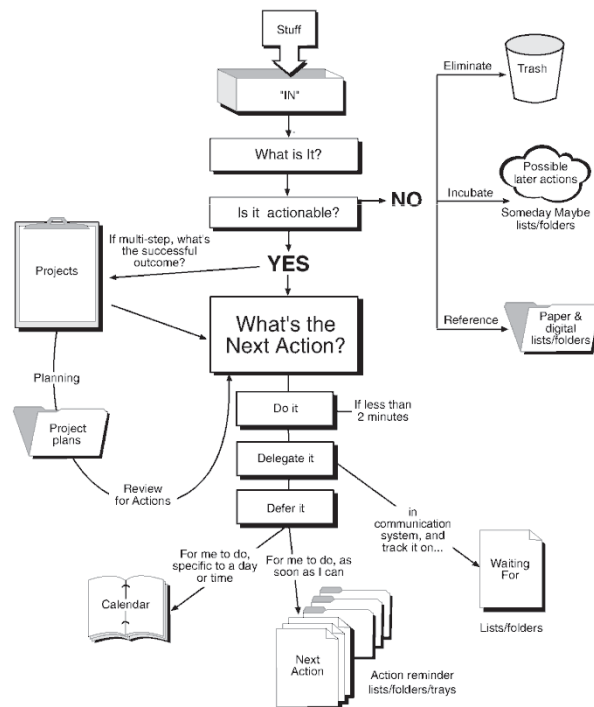 Stuff
"IN"
What is It?
Is it actionable?
NO
Eliminate
Trash
Incubate
Possible
later actions
Someday Maybe
lists/folders
Reference
Paper &
digital
lists/folders
YES
If multi-step, what's
the successful
outcome?
Projects
Planning
Project
plans
Review
for Actions
What's the
Next Action?
Do it
If less than
2 minutes
Delegate it
in
communication
system, and
track it on...
Waiting
For
Lists/folders
Defer it
For me to do,
specific to a day
or time
Calendar
For me to do, as
soon as I can
Next
Action
Action reminder
lists/folders/trays